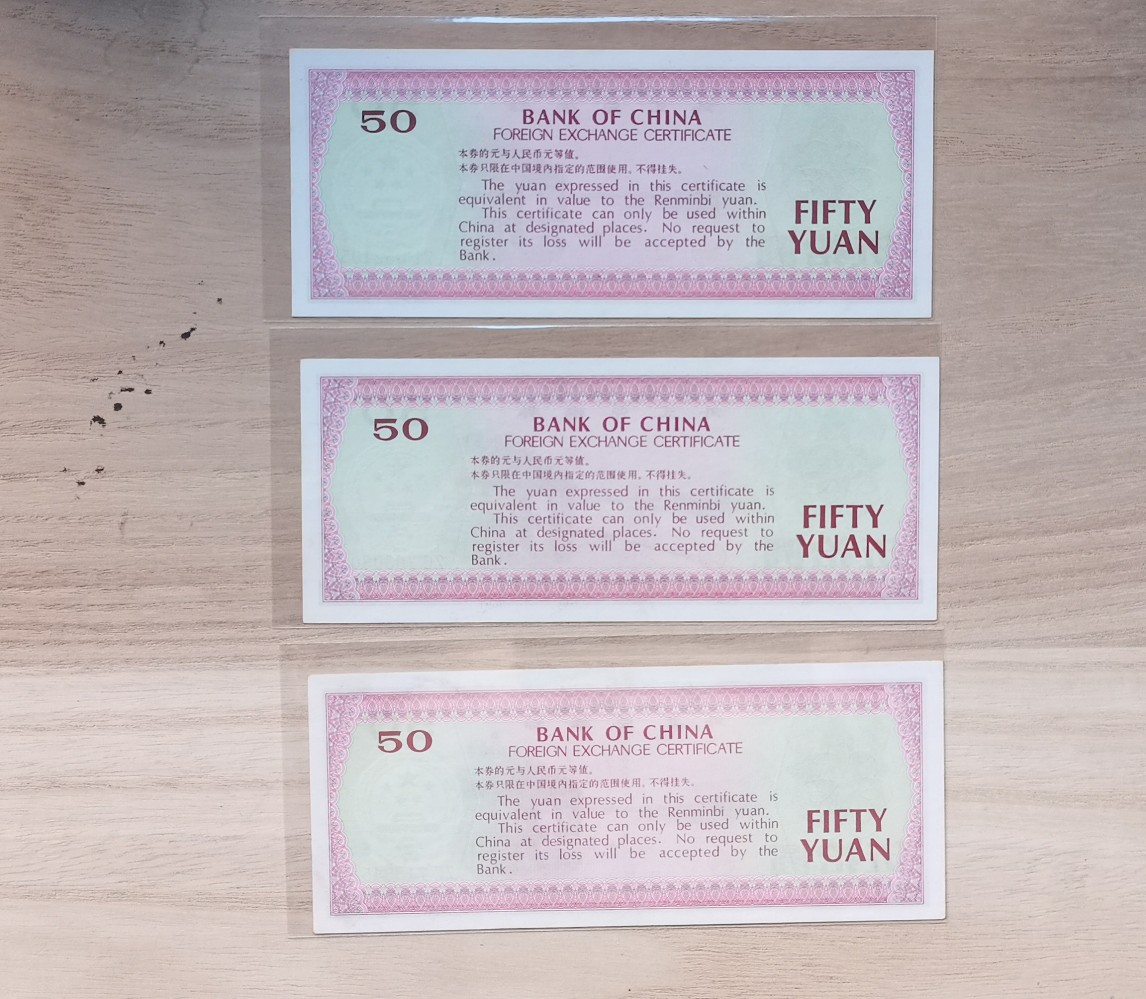 50
BANK OF CHINA
FOREIGN EXCHANGE CERTIFICATE
本券的元与人民币元等值。
本券只限在中国境内指定的范围使用。不得挂失。
The yuan expressed in this certificate is
equivalent in value to the Renminbi yuan.
This certificate can only be used within
China at designated places. No request to
register its loss will be accepted by the
Bank.
FIFTY
YUAN
50
BANK OF CHINA
FOREIGN EXCHANGE CERTIFICATE
本券的元与人民币元等值。
本券只限在中国境内指定的范围使用。不得挂失。
The yuan expressed in this certificate is
equivalent in value to the Renminbi yuan.
This certificate can only be used within
China at designated places. No request to
register its loss will be accepted by the
Bank.
FIFTY
YUAN
50
BANK OF CHINA
FOREIGN EXCHANGE CERTIFICATE
本券的元与人民币元等值。
本券只限在中国境内指定的范围使用。不得挂失。
The yuan expressed in this certificate is
equivalent in value to the Renminbi yuan.
This certificate can only be used within
China at designated places. No request to
register its loss will be accepted by the
Bank.
FIFTY
YUAN